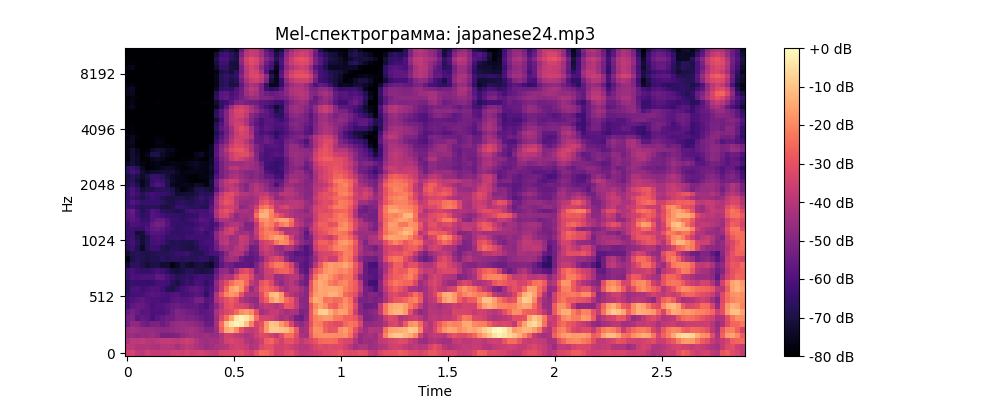 Mel-спектрограмма: japanese24.mp3
Hz
8192
4096
2048
1024
512
0
0
0.5
1
1.5
2
2.5
Time
+0 dB
-10 dB
-20 dB
-30 dB
-40 dB
-50 dB
-60 dB
-70 dB
-80 dB